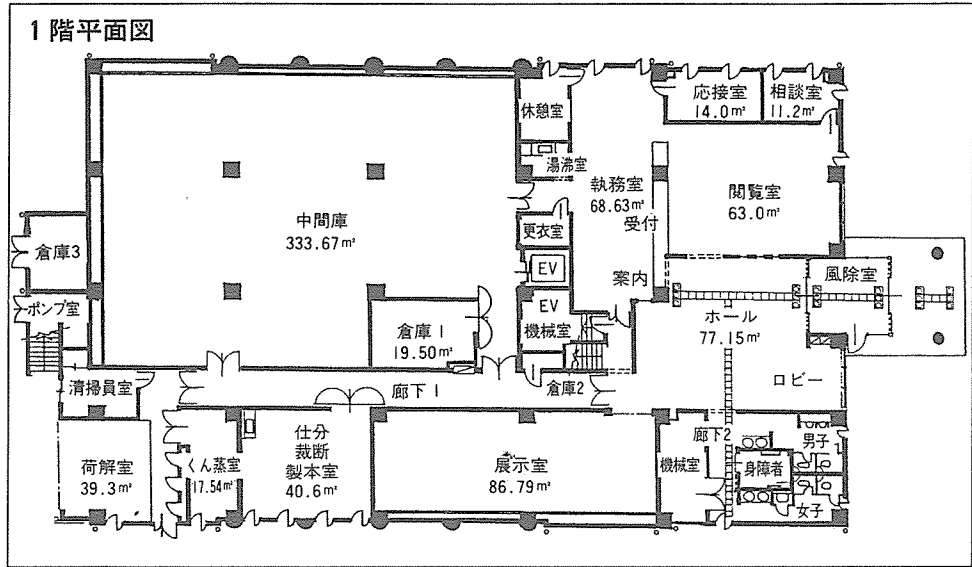 1階平面図
応接室
14.0㎡
相談室
11.2㎡
休憩室
湯沸室
執務室
68.63㎡
受付
閲覧室
63.0㎡
中間庫
333.67㎡
更衣室
倉庫3
EV
案内
風除室
ポンプ室
EV
機械室
倉庫1
19.50㎡
ホール
77.15㎡
清掃員室
廊下1
倉庫2
ロビー
荷解室
39.3㎡
くん蒸室
17.54㎡
仕分
裁断
製本室
40.6㎡
展示室
86.79㎡
機械室
廊下2
男子
身障者
女子